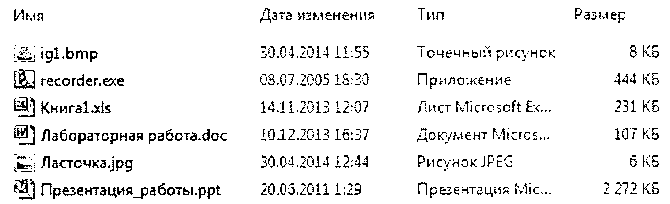 Имя Дата изменения Тип Размер
ig1.bmp 30.04.2014 11:55 Точечный рисунок 8 КБ
recorder.exe 08.07.2005 18:30 Приложение 444 КБ
Книга1.xls 14.11.2013 12:07 Лист Microsoft Ex... 231 КБ
Лабораторная работа.doc 10.12.2013 16:37 Документ Micros... 107 КБ
Ласточка.jpg 30.04.2014 12:44 Рисунок JPEG 6 КБ
Презентация_работы.ppt 20.06.2011 1:29 Презентация Mic... 2 272 КБ